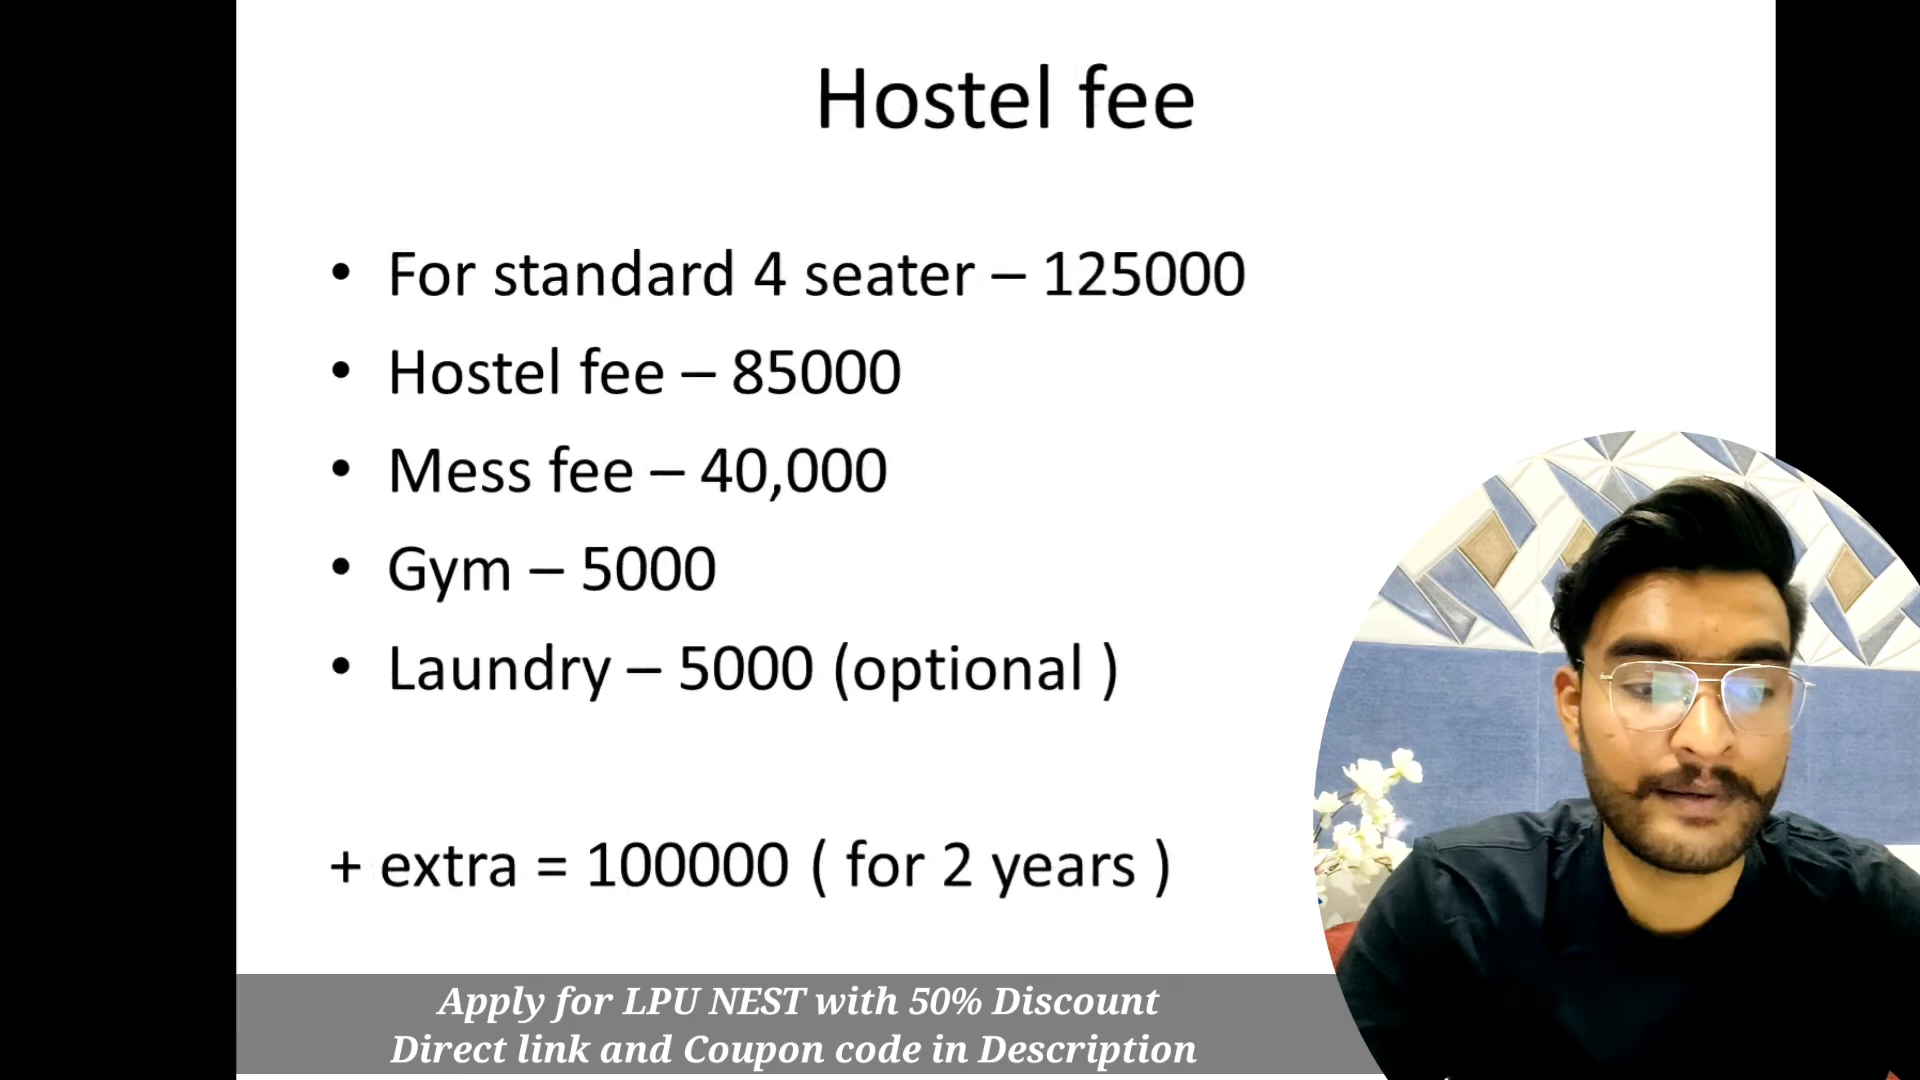 Hostel fee
• For standard 4 seater – 125000
• Hostel fee – 85000
• Mess fee – 40,000
• Gym – 5000
• Laundry – 5000 (optional )
+ extra = 100000 ( for 2 years )
Apply for LPU NEST with 50% Discount
Direct link and Coupon code in Description